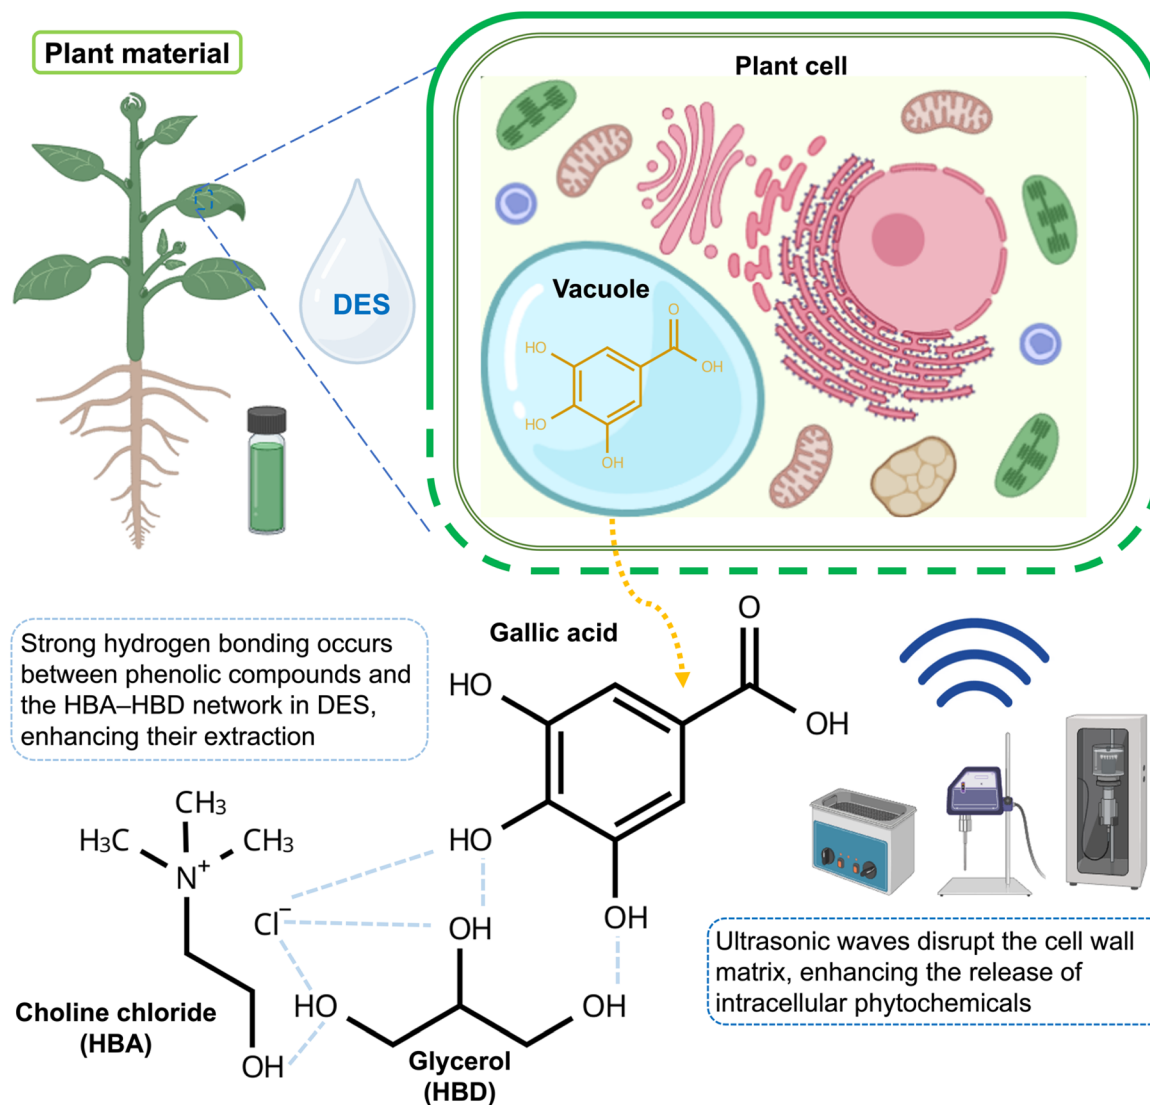 Plant material
Plant cell
DES
Vacuole
O
HO
OH
HO
OH
Strong hydrogen bonding occurs
between phenolic compounds and
the HBA–HBD network in DES,
enhancing their extraction
Gallic acid
O
HO
OH
HO
OH
CH₃
H₃C
CH₃
N⁺
Cl⁻
OH
HO
OH
OH
Choline chloride
(HBA)
Glycerol
(HBD)
Ultrasonic waves disrupt the cell wall
matrix, enhancing the release of
intracellular phytochemicals